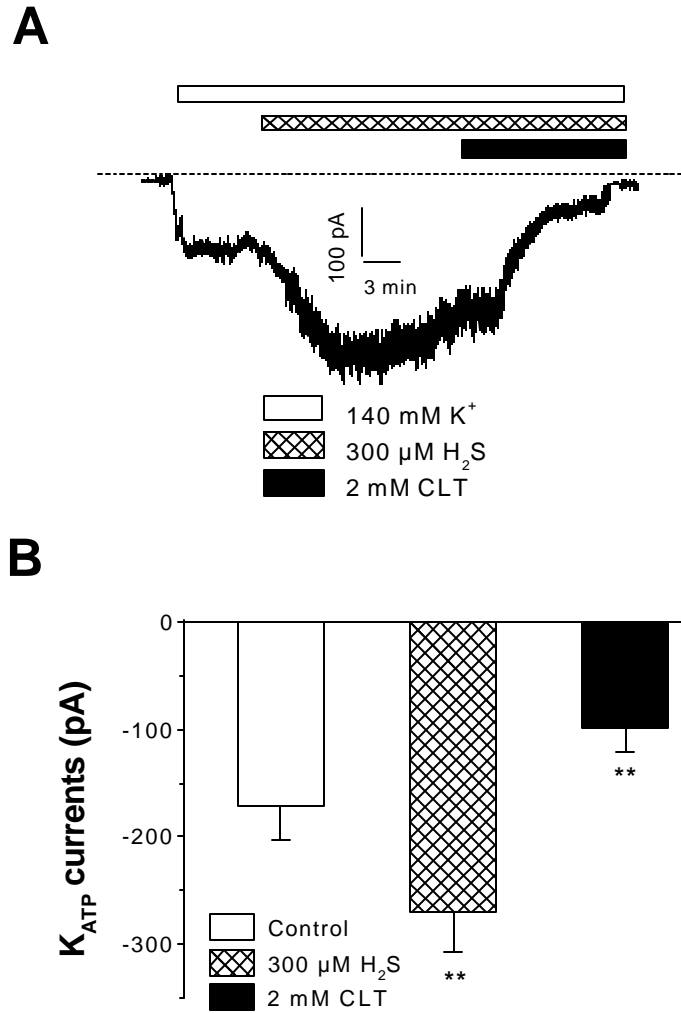 A
100 pA
3 min
140 mM K⁺
300 µM H₂S
2 mM CLT
B
0
-100
-200
-300
K_ATP currents (pA)
**
**
Control
300 µM H₂S
2 mM CLT